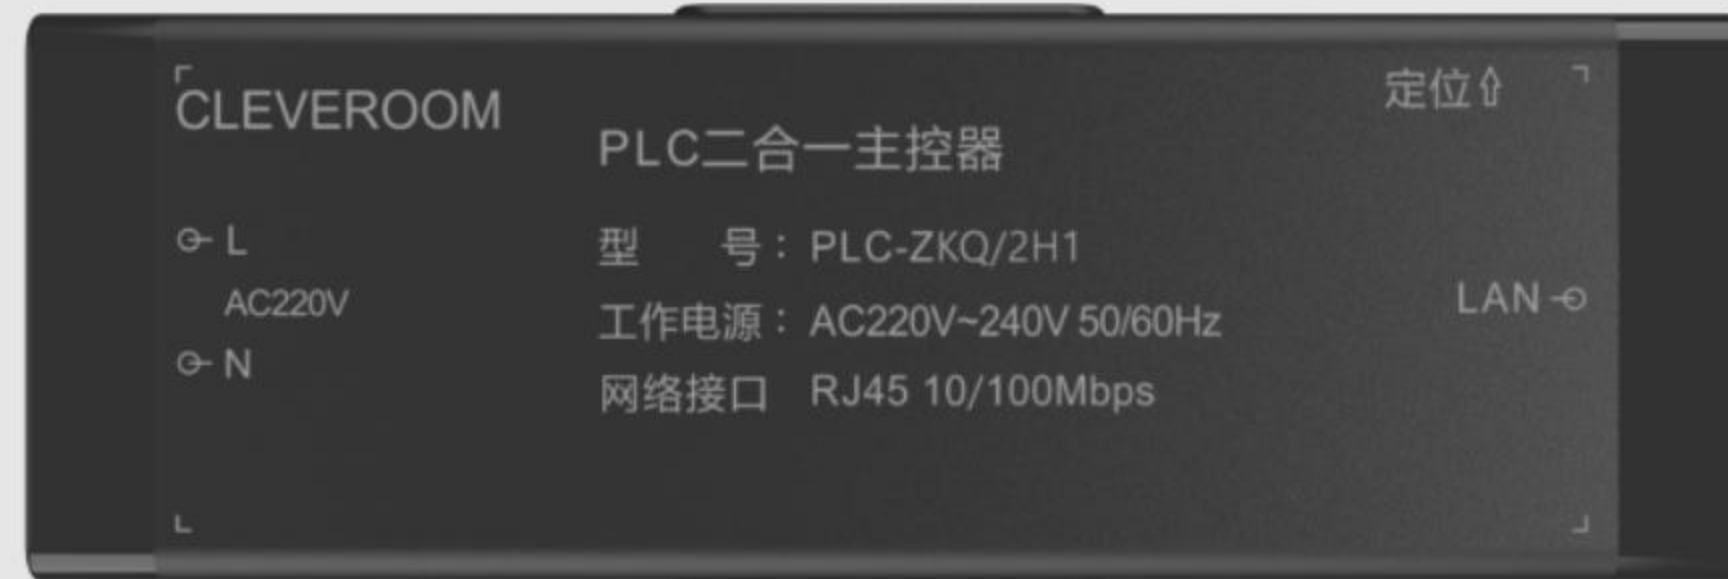 CLEVEROOM
定位⇧
PLC二合一主控器
L
AC220V
N
型 号：PLC-ZKQ/2H1
工作电源：AC220V~240V 50/60Hz
网络接口 RJ45 10/100Mbps
LAN